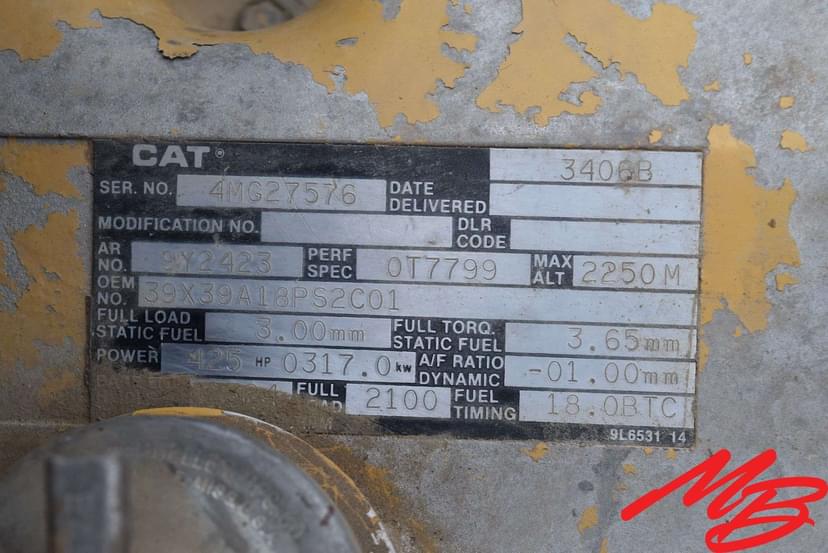 CAT® 3406B
SER. NO. 4MG27576 DATE DELIVERED
MODIFICATION NO. DLR CODE
AR NO. 9Y2423 PERF SPEC 0T7799 MAX ALT 2250M
OEM NO. 39X39A18PS2C01
FULL LOAD STATIC FUEL 3.00mm FULL TORQ. STATIC FUEL 3.65mm
POWER 425 HP 0317.0 kw A/F RATIO DYNAMIC -01.00mm
FULL 2100 FUEL TIMING 18.0BTC
9L6531 14
MB